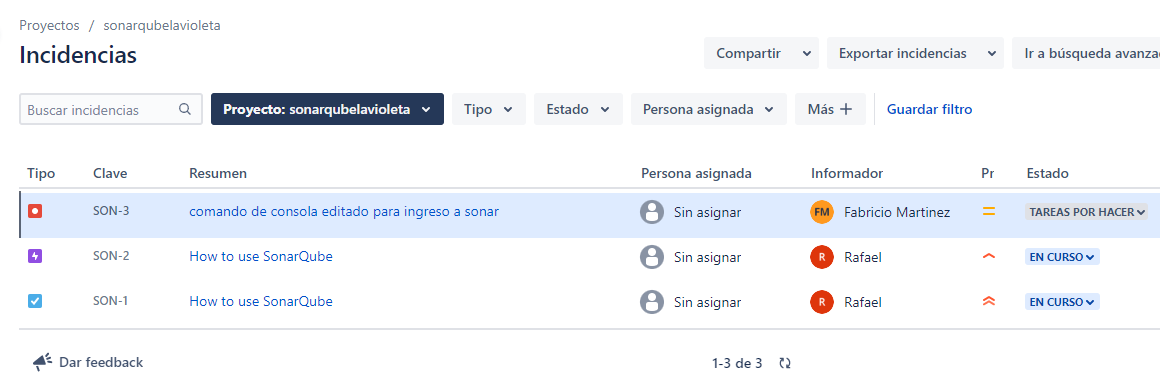 Proyectos / sonarqubelavioleta
Incidencias
Compartir Exportar incidencias Ir a búsqueda avanza
Buscar incidencias Proyecto: sonarqubelavioleta Tipo Estado Persona asignada Más Guardar filtro
Tipo Clave Resumen Persona asignada Informador Pr Estado
SON-3 comando de consola editado para ingreso a sonar Sin asignar FM Fabricio Martinez TAREAS POR HACER
SON-2 How to use SonarQube Sin asignar R Rafael EN CURSO
SON-1 How to use SonarQube Sin asignar R Rafael EN CURSO
Dar feedback 1-3 de 3